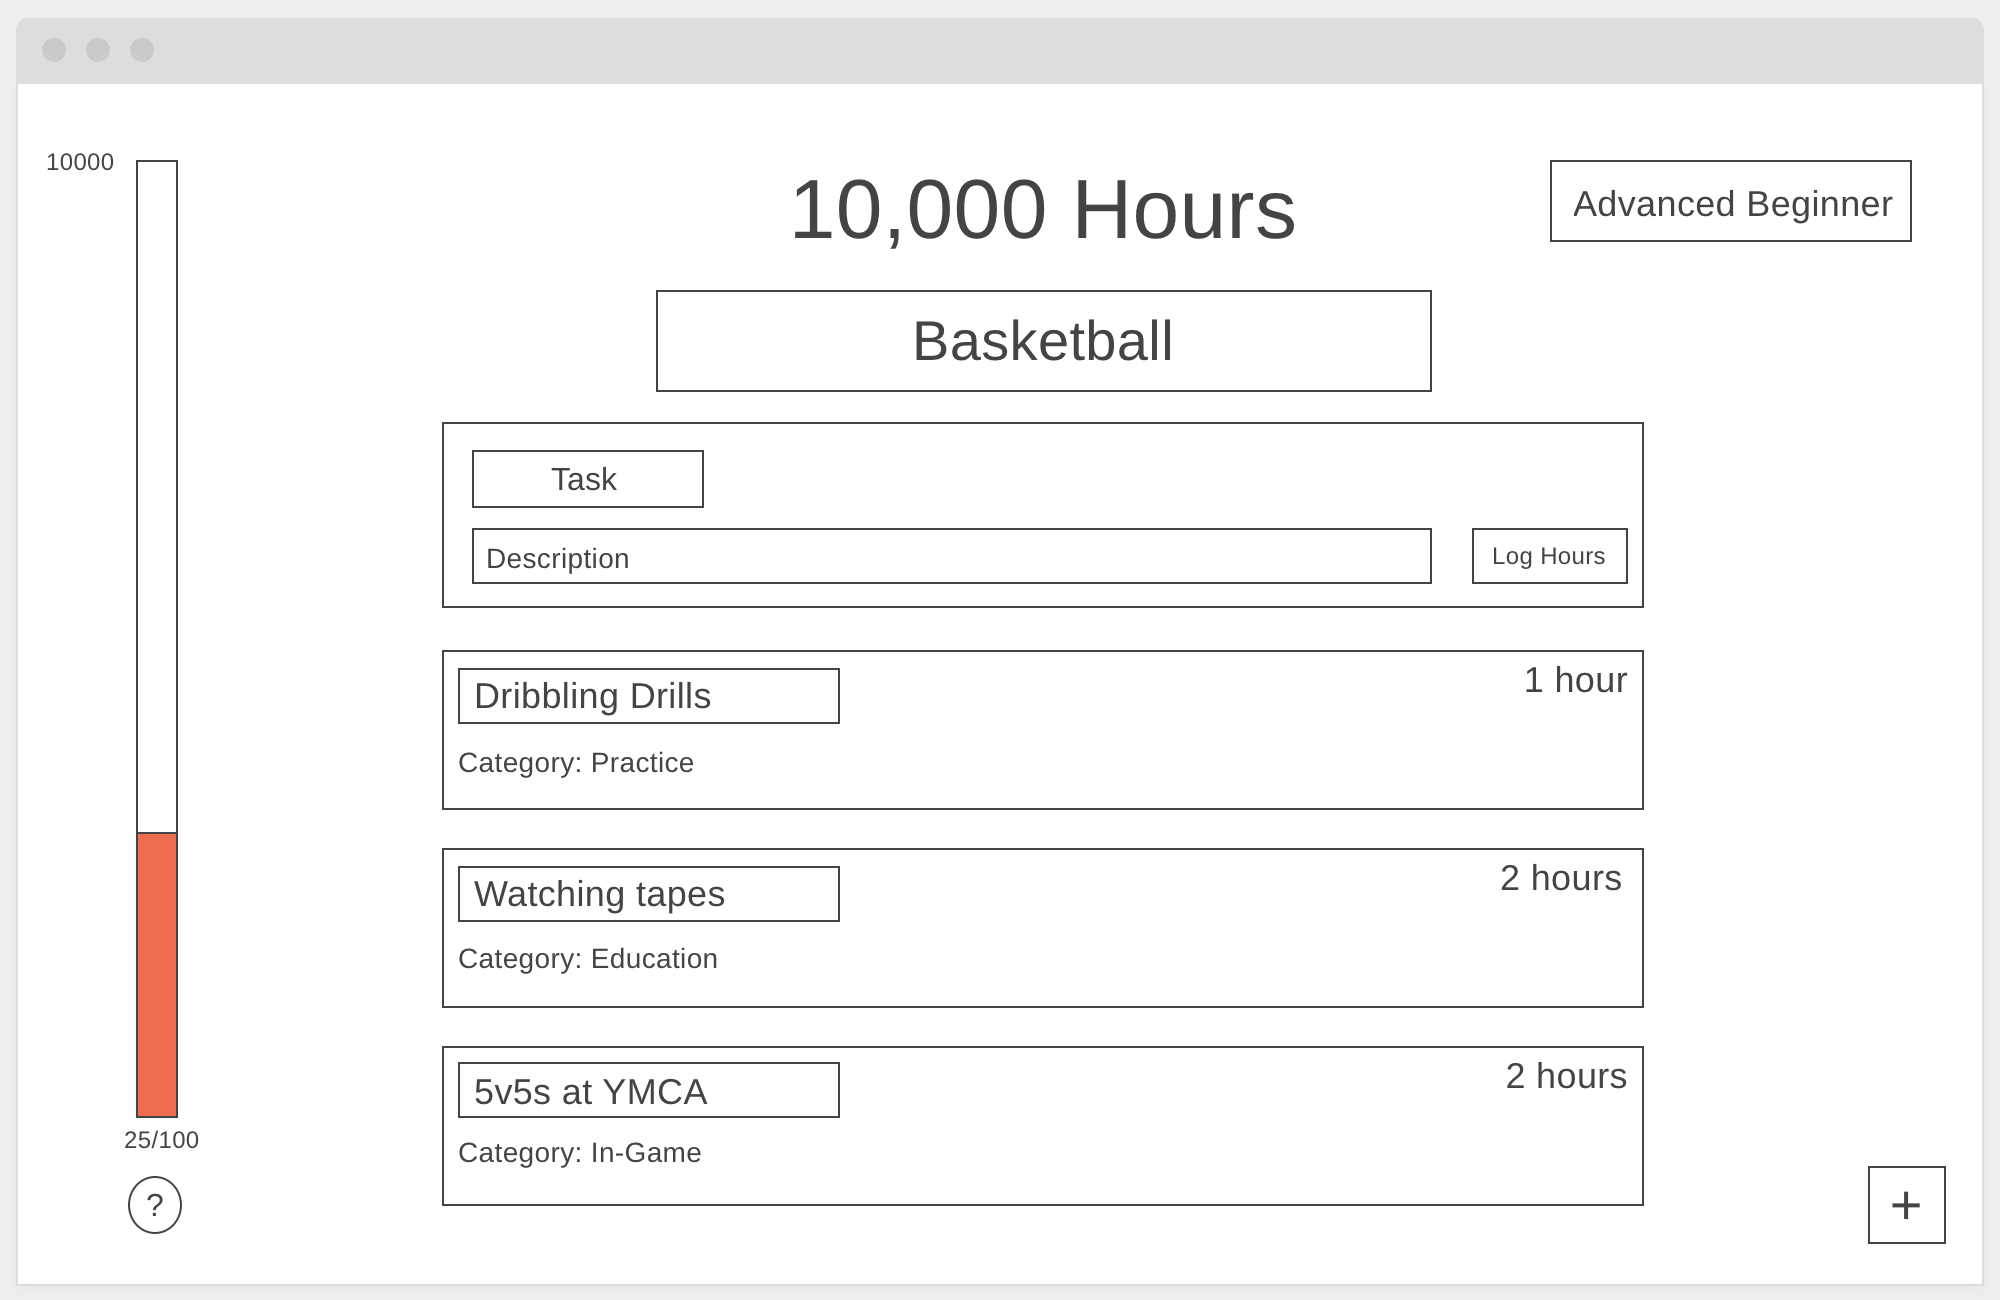 10000
10,000 Hours
Advanced Beginner
Basketball
Task
Description
Log Hours
Dribbling Drills
1 hour
Category: Practice
Watching tapes
2 hours
Category: Education
5v5s at YMCA
2 hours
Category: In-Game
25/100
?
+